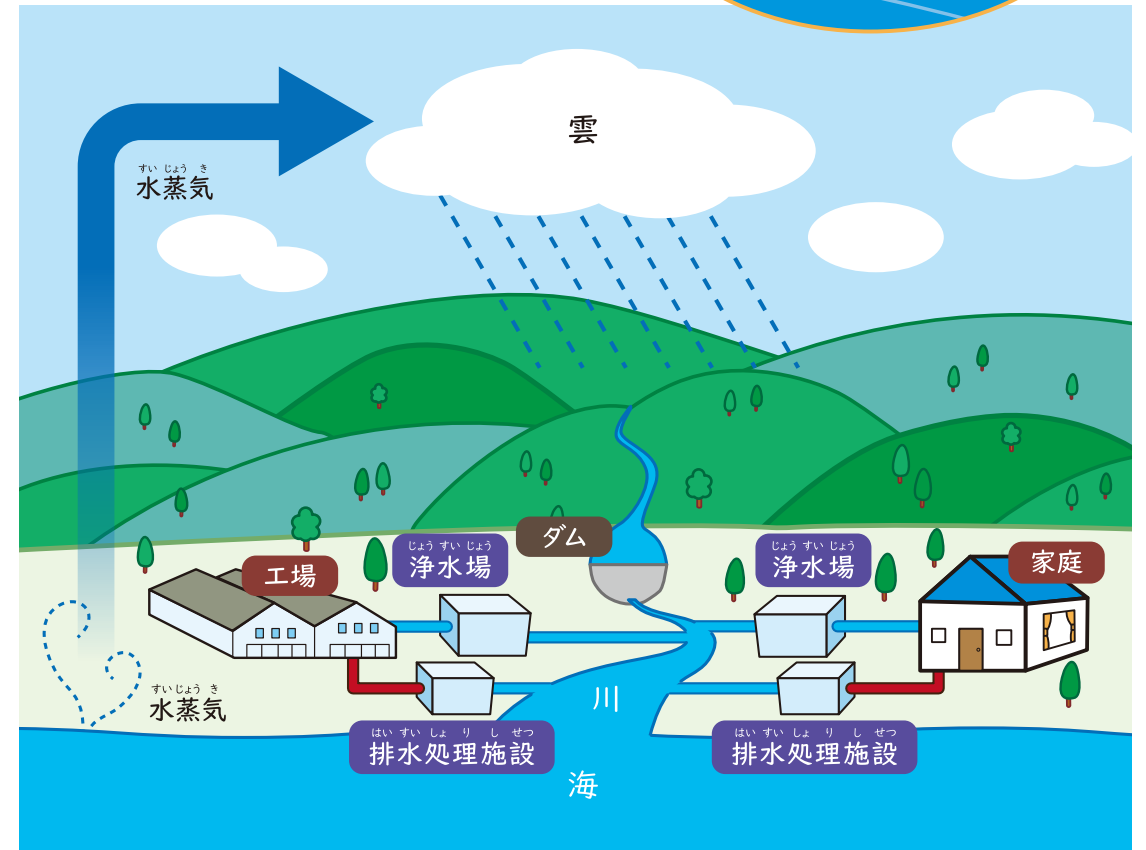 雲
すい じょう き
水蒸気
ダム
じょう すい じょう
浄水場
じょう すい じょう
浄水場
工場
家庭
川
すい じょう き
水蒸気
はい すい しょ り し せつ
排水処理施設
はい すい しょ り し せつ
排水処理施設
海